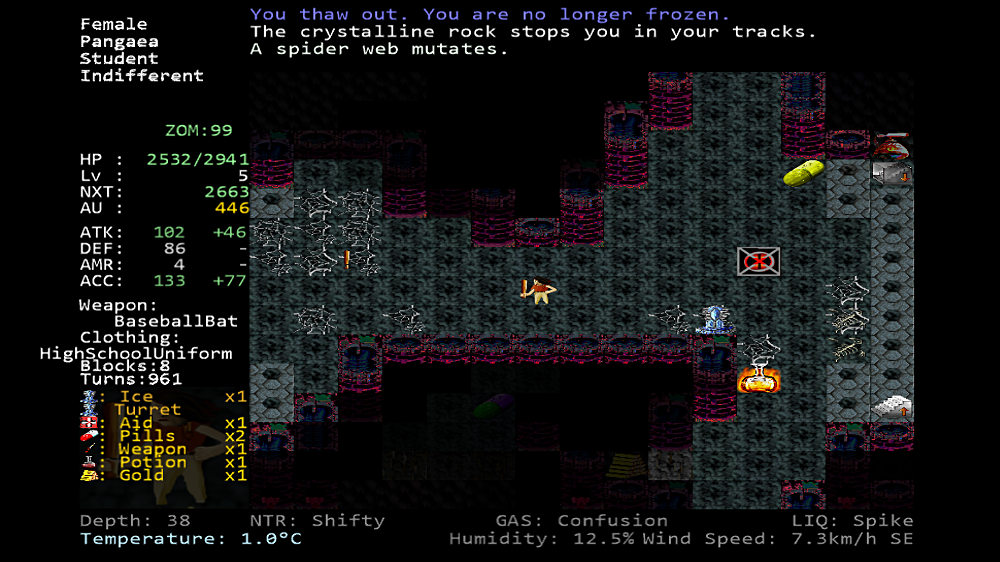 You thaw out. You are no longer frozen.
The crystalline rock stops you in your tracks.
A spider web mutates.
Female
Pangaea
Student
Indifferent
ZOM:99
HP : 2532/2941
Lv : 5
NXT: 2663
AU : 446
ATK: 102 +46
DEF: 86 -
AMR: 4 -
ACC: 133 +77
Weapon:
BaseballBat
Clothing:
HighSchoolUniform
Blocks:8
Turns:961
: Ice x1
: Turret
: Aid x1
: Pills x2
: Weapon x1
: Potion x1
: Gold x1
Depth: 38 NTR: Shifty GAS: Confusion LIQ: Spike
Temperature: 1.0°C Humidity: 12.5% Wind Speed: 7.3km/h SE